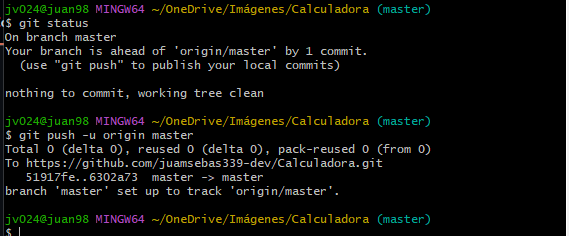 jv024@juan98 MINGW64 ~/OneDrive/Imágenes/Calculadora (master)
$ git status
On branch master
Your branch is ahead of 'origin/master' by 1 commit.
  (use "git push" to publish your local commits)

nothing to commit, working tree clean

jv024@juan98 MINGW64 ~/OneDrive/Imágenes/Calculadora (master)
$ git push -u origin master
Total 0 (delta 0), reused 0 (delta 0), pack-reused 0 (from 0)
To https://github.com/juamsebas339-dev/Calculadora.git
   51917fe..6302a73  master -> master
branch 'master' set up to track 'origin/master'.

jv024@juan98 MINGW64 ~/OneDrive/Imágenes/Calculadora (master)
$